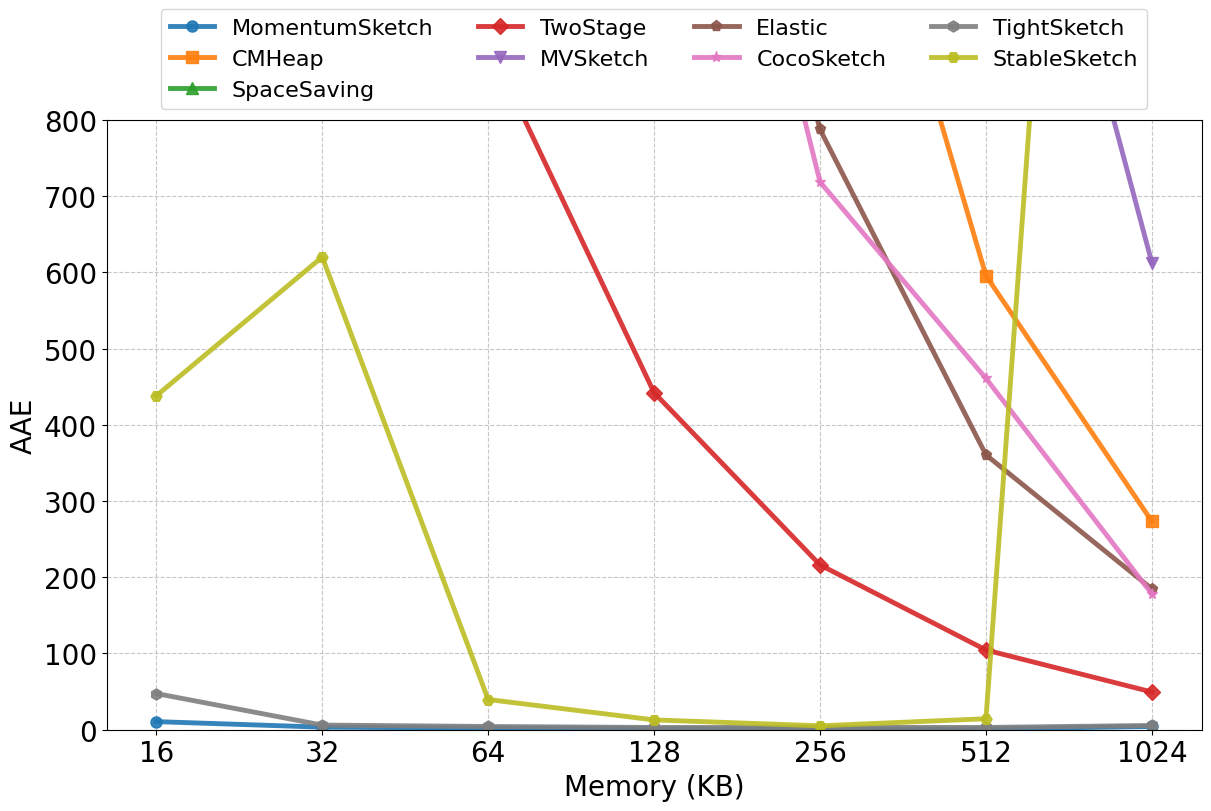 MomentumSketch TwoStage Elastic TightSketch
CMHeap MVSketch CocoSketch StableSketch
SpaceSaving
800
700
600
500
400
300
200
100
0
AAE
16 32 64 128 256 512 1024
Memory (KB)